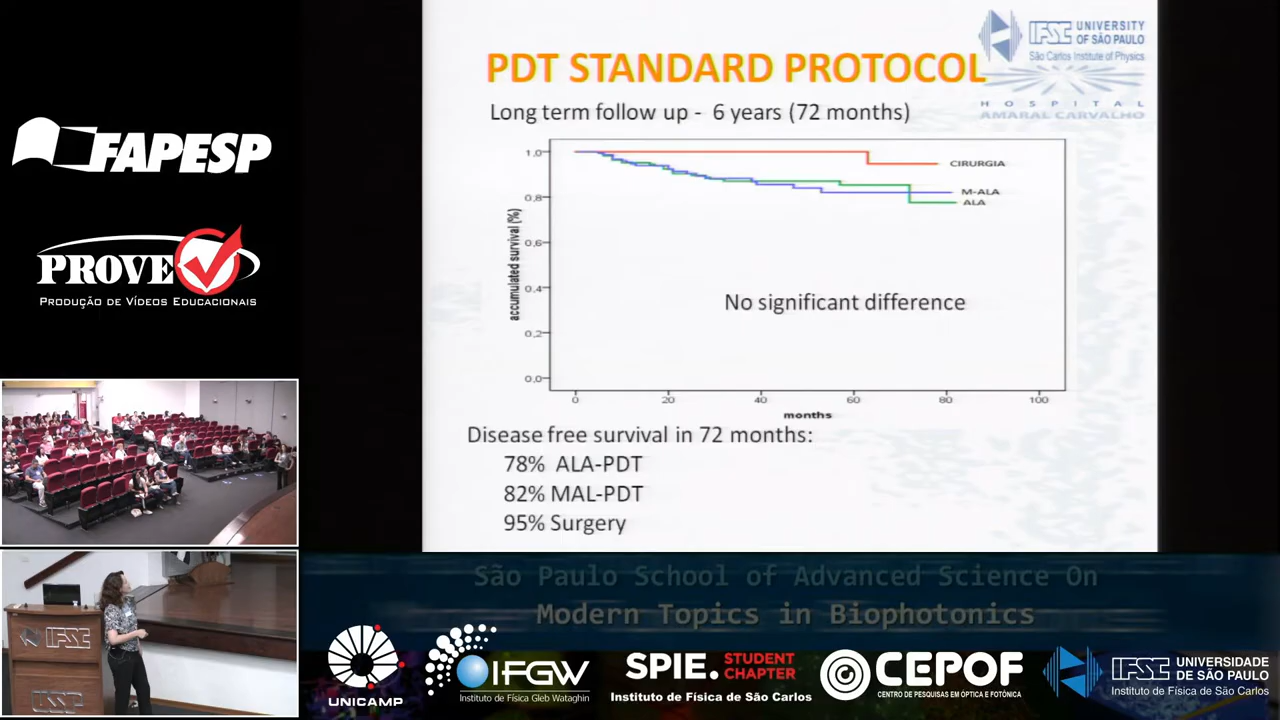 FAPESP
PROVE
PRODUÇÃO DE VÍDEOS EDUCACIONAIS
PDT STANDARD PROTOCOL
IFSC UNIVERSITY
OF SÃO PAULO
São Carlos Institute of Physics
HOSPITAL
AMARAL CARVALHO
Long term follow up - 6 years (72 months)
1,0
0,8
0,6
0,4
0,2
0,0
accumulated survival (%)
CIRURGIA
M-ALA
ALA
No significant difference
0 20 40 60 80 100
months
Disease free survival in 72 months:
78% ALA-PDT
82% MAL-PDT
95% Surgery
IFSC
São Paulo School of Advanced Science On
Modern Topics in Biophotonics
UNICAMP
IFGW
Instituto de Física Gleb Wataghin
SPIE. STUDENT
CHAPTER
Instituto de Física de São Carlos
CEPOF
CENTRO DE PESQUISAS EM ÓPTICA E FOTÔNICA
IFSC UNIVERSIDADE
DE SÃO PAULO
Instituto de Física de São Carlos